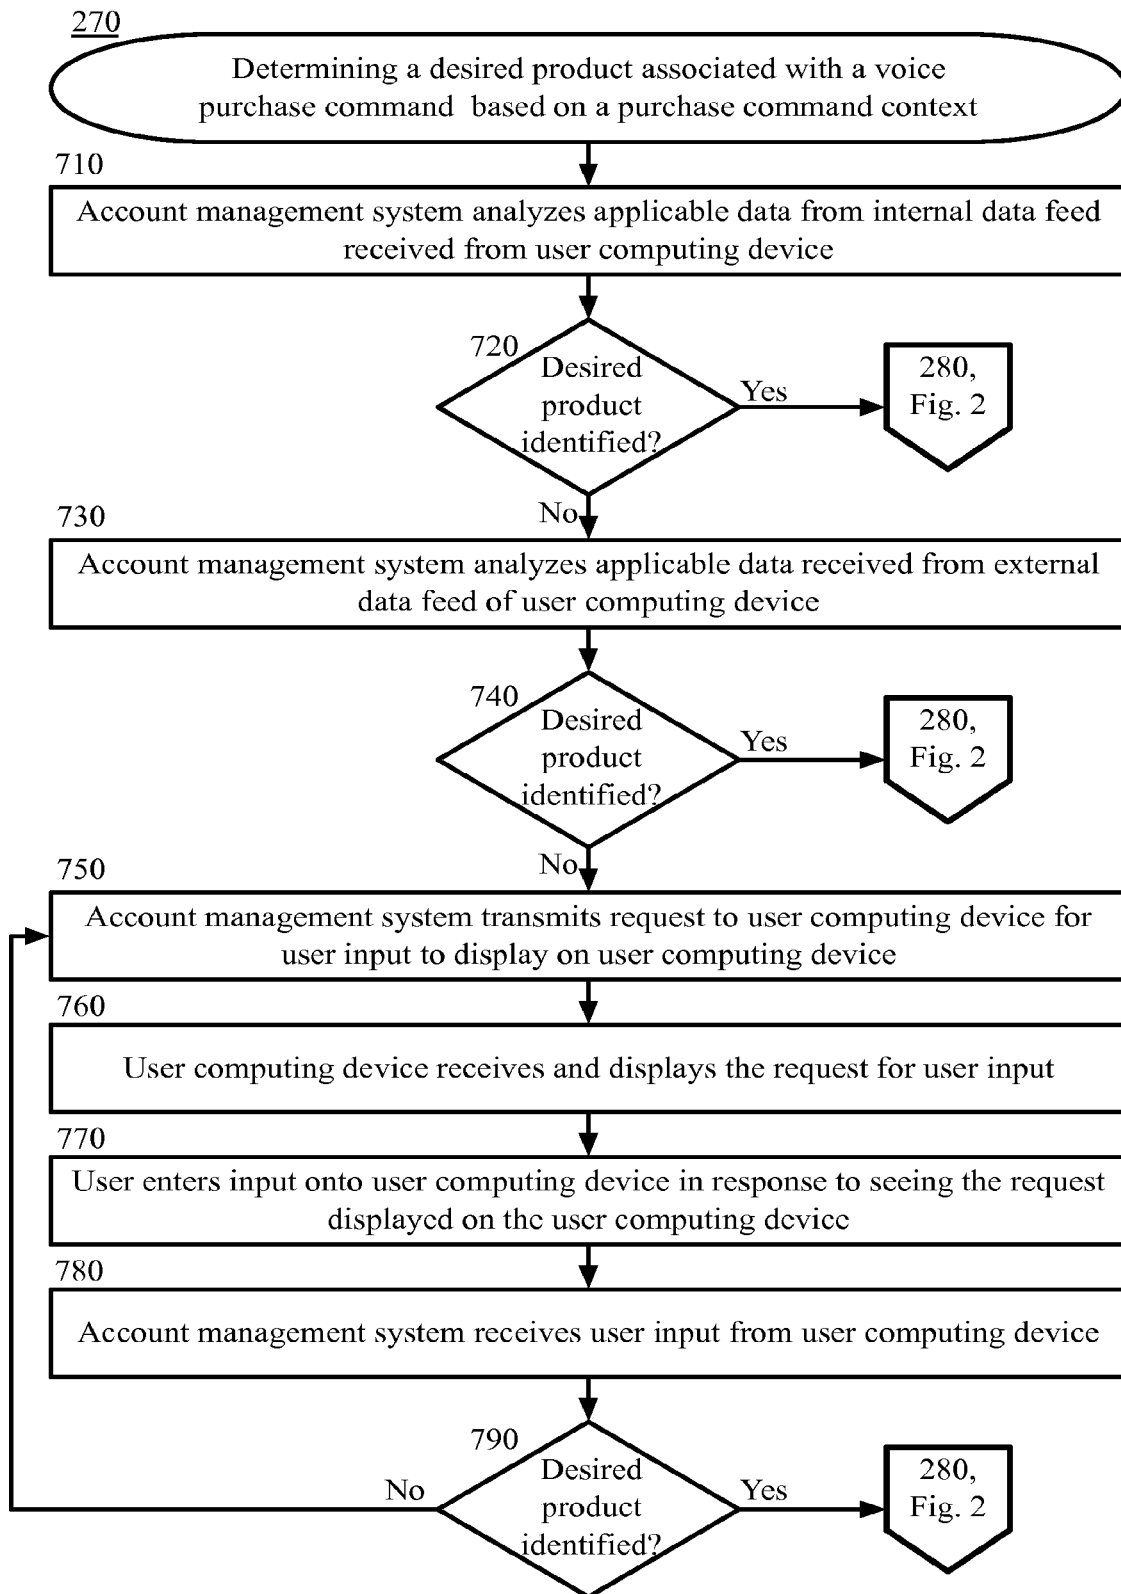 270
Determining a desired product associated with a voice
purchase command based on a purchase command context
710
Account management system analyzes applicable data from internal data feed
received from user computing device
720
Desired
product
identified?
Yes
280,
Fig. 2
No
730
Account management system analyzes applicable data received from external
data feed of user computing device
740
Desired
product
identified?
Yes
280,
Fig. 2
No
750
Account management system transmits request to user computing device for
user input to display on user computing device
760
User computing device receives and displays the request for user input
770
User enters input onto user computing device in response to seeing the request
displayed on the user computing device
780
Account management system receives user input from user computing device
790
No
Desired
product
identified?
Yes
280,
Fig. 2